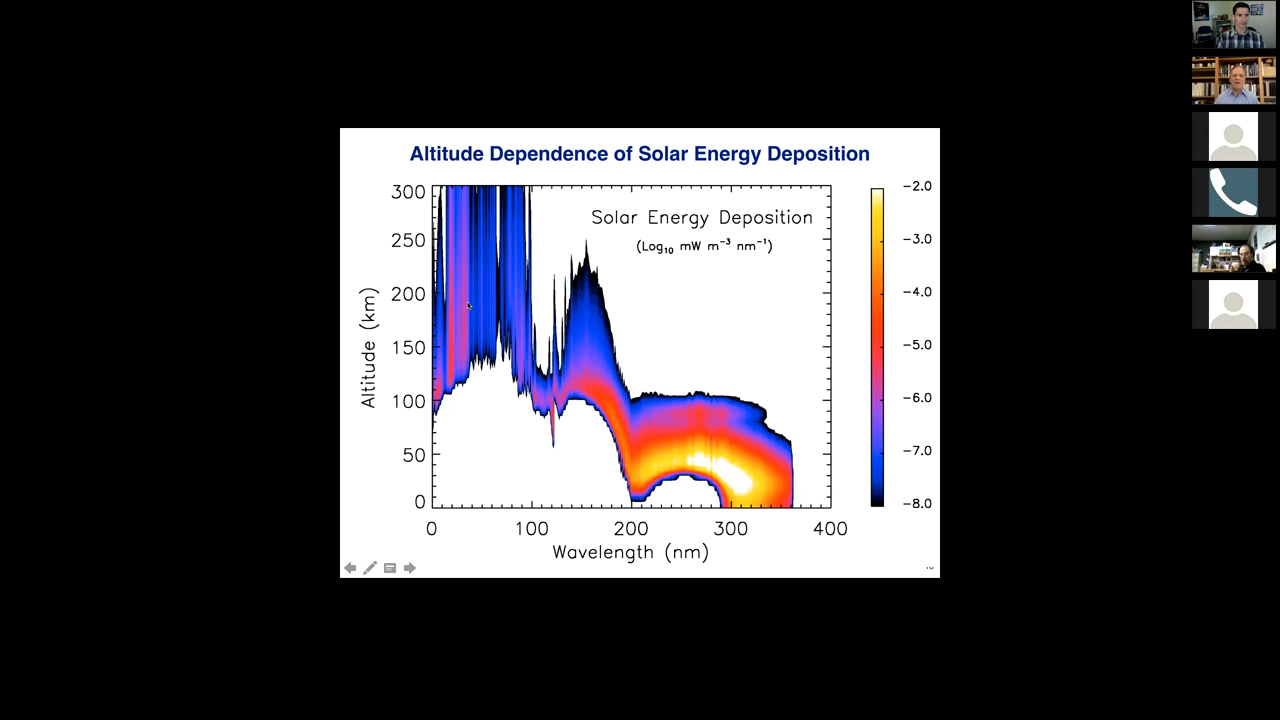 Altitude Dependence of Solar Energy Deposition
Solar Energy Deposition
(Log₁₀ mW m⁻³ nm⁻¹)
Altitude (km)
300
250
200
150
100
50
0
0 100 200 300 400
Wavelength (nm)
−2.0
−3.0
−4.0
−5.0
−6.0
−7.0
−8.0